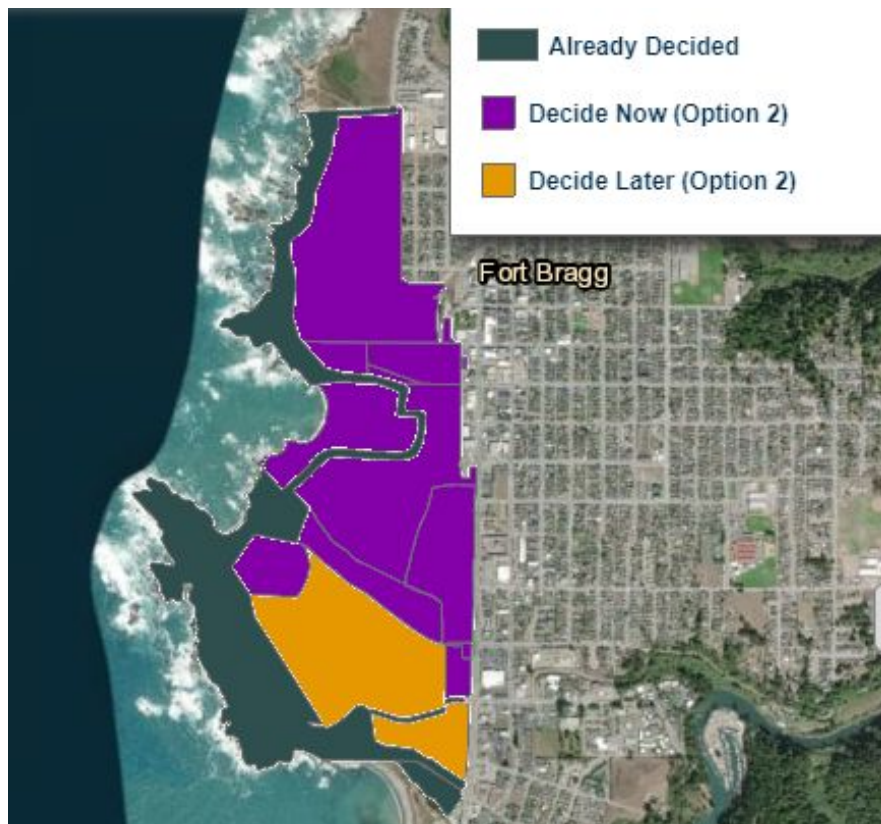 Already Decided
Decide Now (Option 2)
Decide Later (Option 2)
Fort Bragg